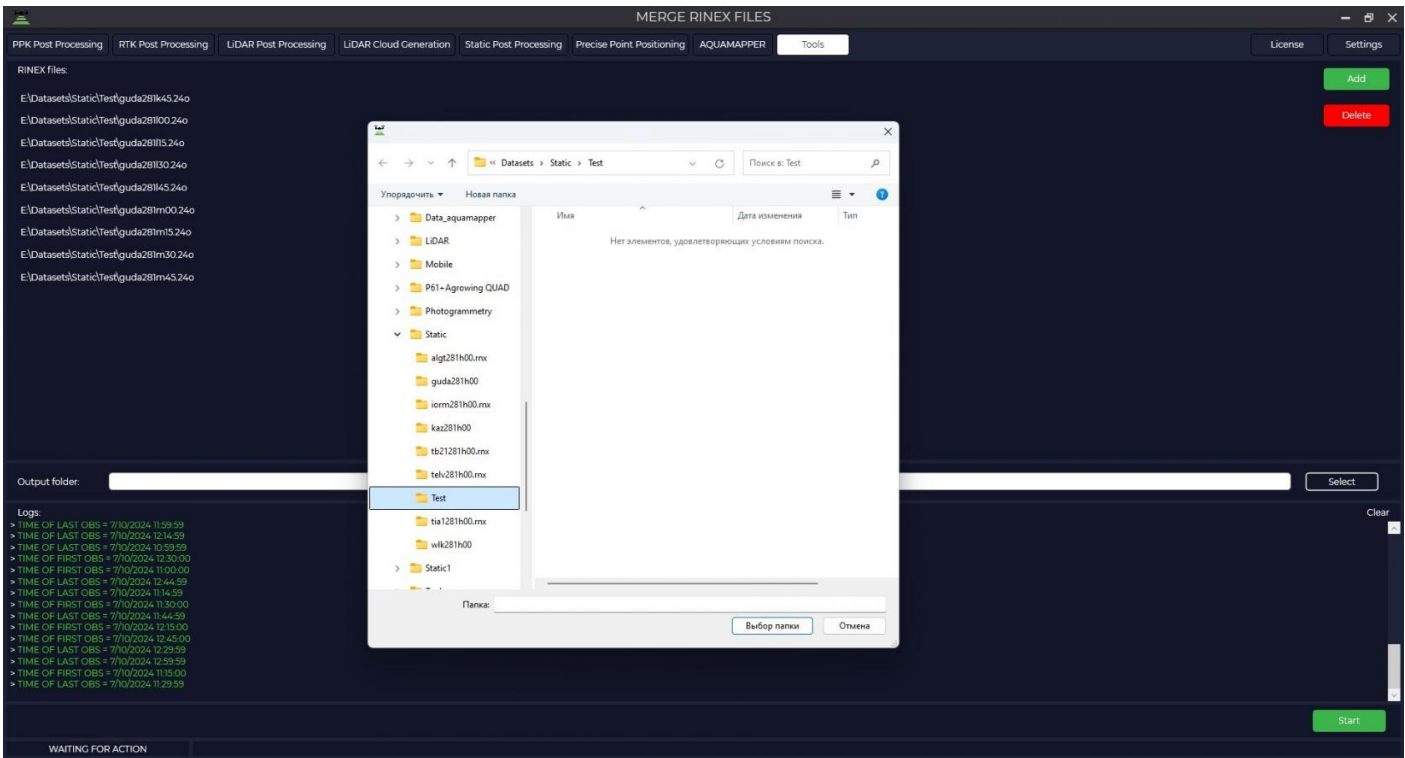 MERGE RINEX FILES
PPK Post Processing RTK Post Processing LiDAR Post Processing LiDAR Cloud Generation Static Post Processing Precise Point Positioning AQUAMAPPER Tools License Settings
RINEX files:
Add
E:\Datasets\Static\Test\guda281k45.24o
E:\Datasets\Static\Test\guda281l00.24o
Delete
E:\Datasets\Static\Test\guda281l15.24o
E:\Datasets\Static\Test\guda281l30.24o
E:\Datasets\Static\Test\guda281l45.24o
E:\Datasets\Static\Test\guda281m00.24o
E:\Datasets\Static\Test\guda281m15.24o
E:\Datasets\Static\Test\guda281m30.24o
E:\Datasets\Static\Test\guda281m45.24o
« Datasets › Static › Test
Поиск в: Test
Упорядочить Новая папка
Имя Дата изменения Тип
Нет элементов, удовлетворяющих условиям поиска.
Data_aquamapper
LiDAR
Mobile
P61+Agrowing QUAD
Photogrammetry
Static
algt281h00.rnx
guda281h00
iorm281h00.rnx
kaz281h00
tb21281h00.rnx
telv281h00.rnx
Test
tia1281h00.rnx
wlk281h00
Static1
Папка:
Выбор папки Отмена
Output folder: Select
Logs: Clear
> TIME OF LAST OBS = 7/10/2024 11:59:59
> TIME OF LAST OBS = 7/10/2024 12:14:59
> TIME OF LAST OBS = 7/10/2024 10:59:59
> TIME OF FIRST OBS = 7/10/2024 12:30:00
> TIME OF FIRST OBS = 7/10/2024 11:00:00
> TIME OF LAST OBS = 7/10/2024 12:44:59
> TIME OF LAST OBS = 7/10/2024 11:14:59
> TIME OF FIRST OBS = 7/10/2024 11:30:00
> TIME OF LAST OBS = 7/10/2024 11:44:59
> TIME OF FIRST OBS = 7/10/2024 12:15:00
> TIME OF FIRST OBS = 7/10/2024 12:45:00
> TIME OF LAST OBS = 7/10/2024 12:29:59
> TIME OF LAST OBS = 7/10/2024 12:59:59
> TIME OF FIRST OBS = 7/10/2024 11:15:00
> TIME OF LAST OBS = 7/10/2024 11:29:59
Start
WAITING FOR ACTION